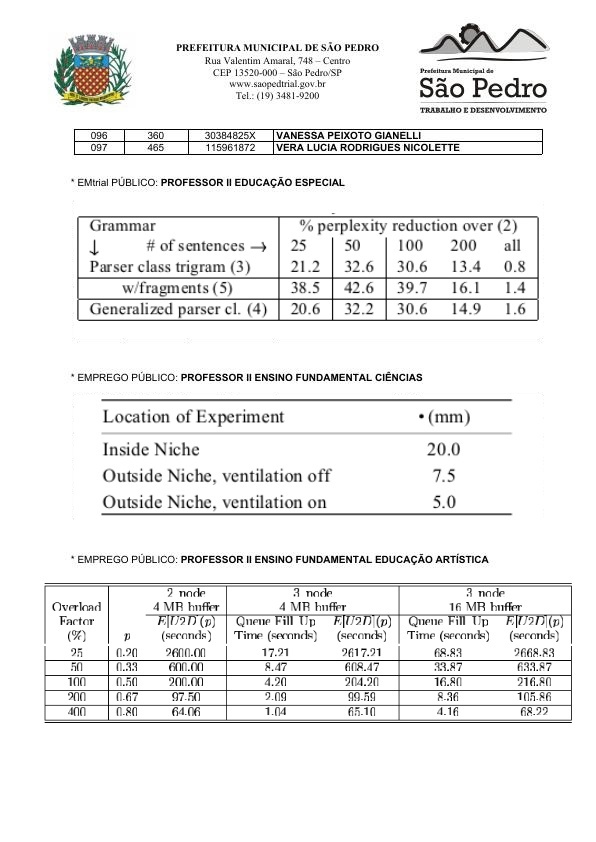 PREFEITURA MUNICIPAL DE SÃO PEDRO
Rua Valentim Amaral, 748 – Centro
CEP 13520-000 – São Pedro/SP
www.saopedtrial.gov.br
Tel.: (19) 3481-9200
Prefeitura Municipal de
São Pedro
TRABALHO E DESENVOLVIMENTO
096 360 30384825X VANESSA PEIXOTO GIANELLI
097 465 115961872 VERA LUCIA RODRIGUES NICOLETTE
* EMtrial PÚBLICO: PROFESSOR II EDUCAÇÃO ESPECIAL
Grammar % perplexity reduction over (2)
↓ # of sentences → 25 50 100 200 all
Parser class trigram (3) 21.2 32.6 30.6 13.4 0.8
w/fragments (5) 38.5 42.6 39.7 16.1 1.4
Generalized parser cl. (4) 20.6 32.2 30.6 14.9 1.6
* EMPREGO PÚBLICO: PROFESSOR II ENSINO FUNDAMENTAL CIÊNCIAS
Location of Experiment •(mm)
Inside Niche 20.0
Outside Niche, ventilation off 7.5
Outside Niche, ventilation on 5.0
* EMPREGO PÚBLICO: PROFESSOR II ENSINO FUNDAMENTAL EDUCAÇÃO ARTÍSTICA
2 node 3 node 3 node
Overload 4 MB buffer 4 MB buffer 16 MB buffer
Factor E[U2D](p) Queue Fill Up E[U2D](p) Queue Fill Up E[U2D](p)
(%) p (seconds) Time (seconds) (seconds) Time (seconds) (seconds)
25 0.20 2600.00 17.21 2617.21 68.83 2668.83
50 0.33 600.00 8.47 608.47 33.87 633.87
100 0.50 200.00 4.20 204.20 16.80 216.80
200 0.67 97.50 2.09 99.59 8.36 105.86
400 0.80 64.06 1.04 65.10 4.16 68.22